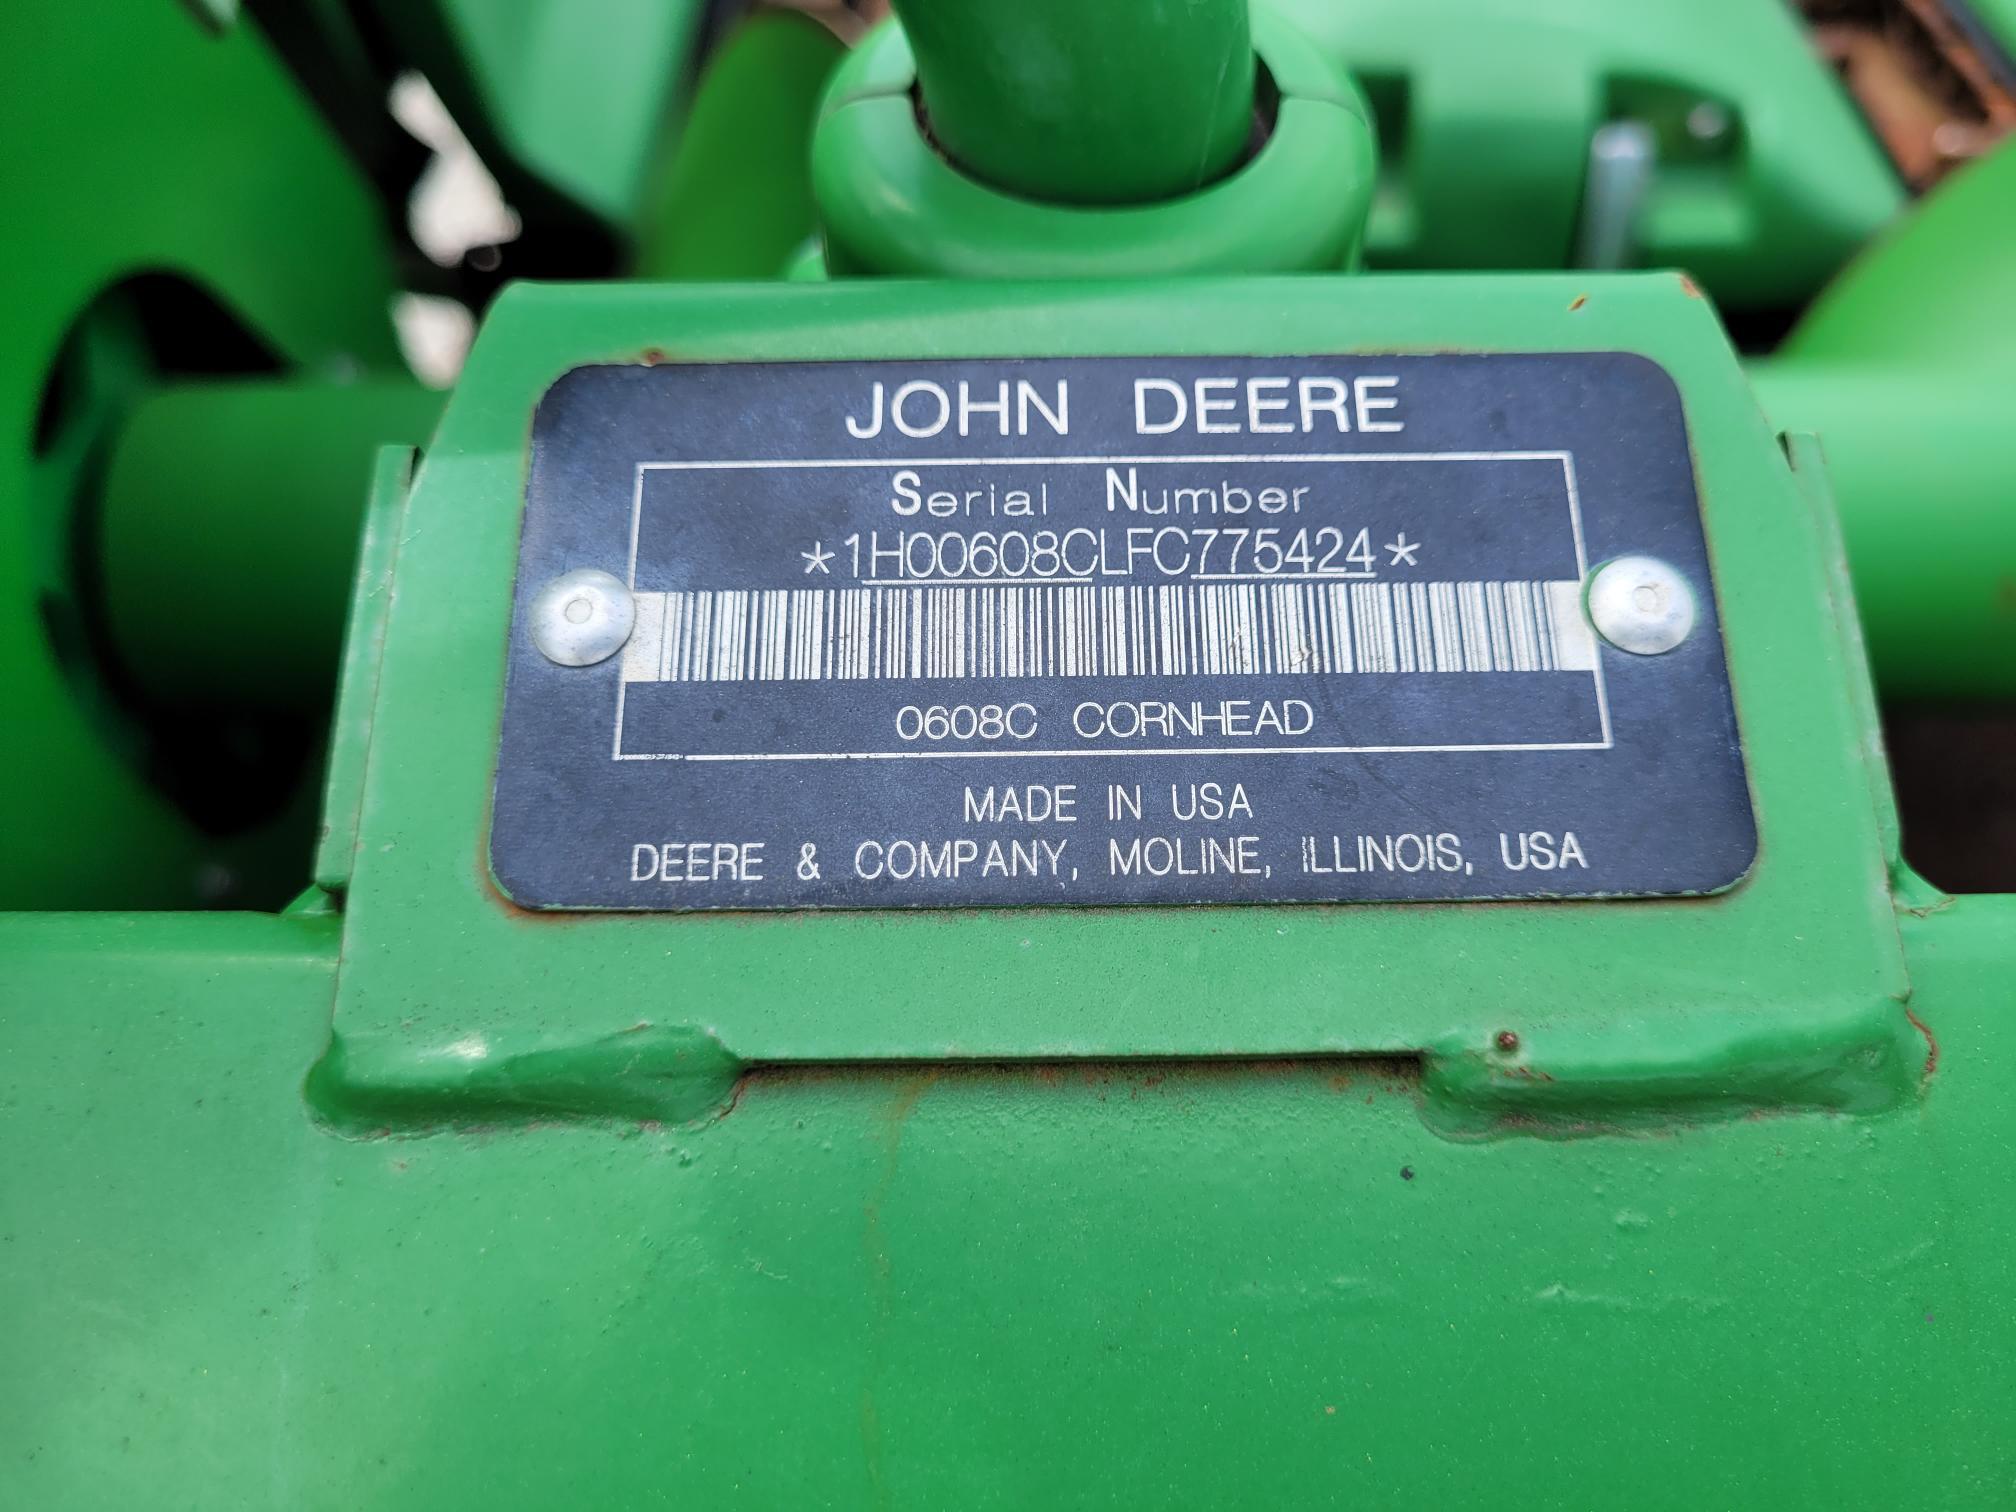 JOHN DEERE
Serial Number
*1H00608CLFC775424*
0608C CORNHEAD
MADE IN USA
DEERE & COMPANY, MOLINE, ILLINOIS, USA